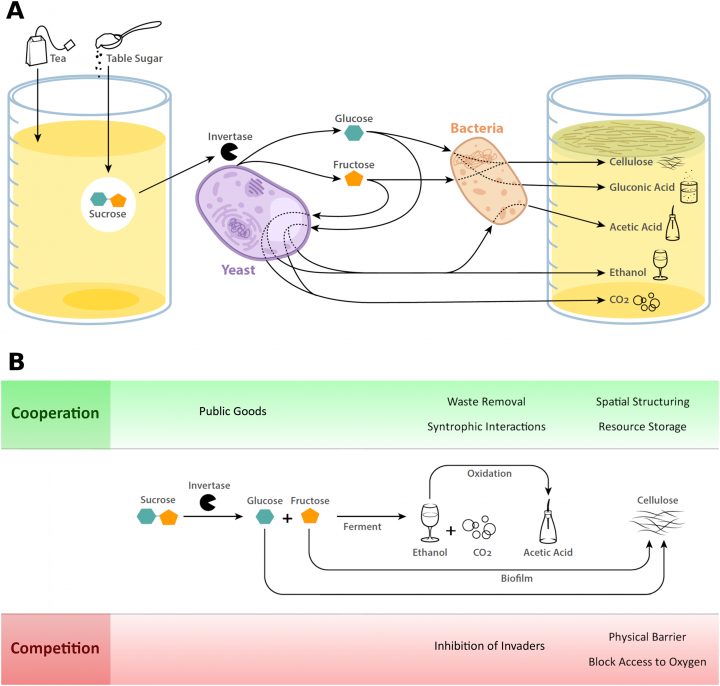 A
Tea
Table Sugar
Sucrose
Invertase
Glucose
Fructose
Yeast
Bacteria
Cellulose
Gluconic Acid
Acetic Acid
Ethanol
CO2
B
Cooperation
Public Goods
Waste Removal
Syntrophic Interactions
Spatial Structuring
Resource Storage
Sucrose
Invertase
Glucose
+
Fructose
Ferment
Oxidation
Ethanol
+
CO2
Acetic Acid
Cellulose
Biofilm
Competition
Inhibition of Invaders
Physical Barrier
Block Access to Oxygen